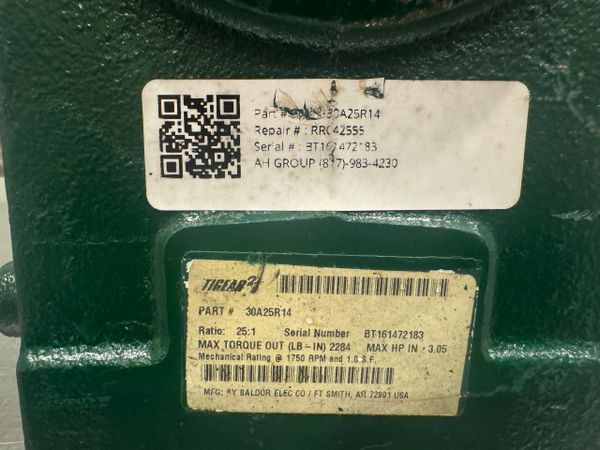 Part # 30A25R14
Repair # : RR042555
Serial # : BT161472183
AH GROUP (817)-983-4230
TIGEAR 2
PART # 30A25R14
Ratio: 25:1 Serial Number BT161472183
MAX TORQUE OUT (LB-IN) 2284 MAX HP IN · 3.05
Mechanical Rating @ 1750 RPM and 1.0 S.F.
MFG. BY BALDOR ELEC CO / FT SMITH, AR 72901 USA